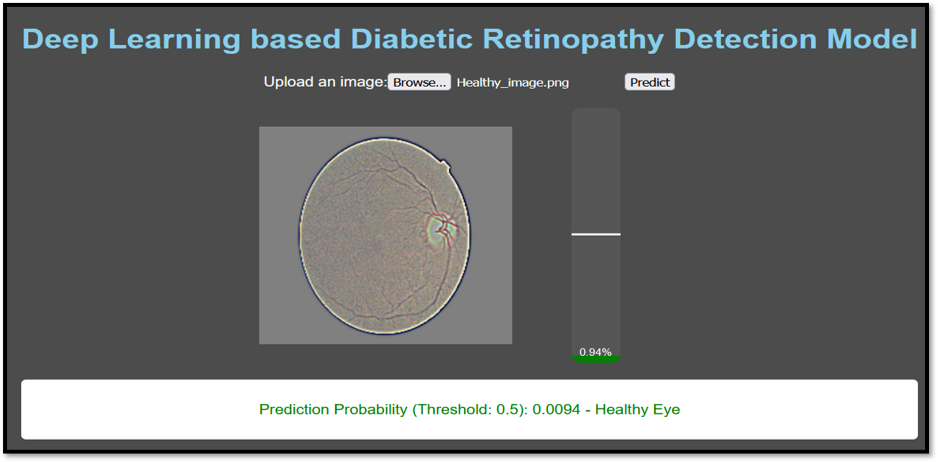 Deep Learning based Diabetic Retinopathy Detection Model
Upload an image: Browse... Healthy_image.png Predict
0.94%
Prediction Probability (Threshold: 0.5): 0.0094 - Healthy Eye